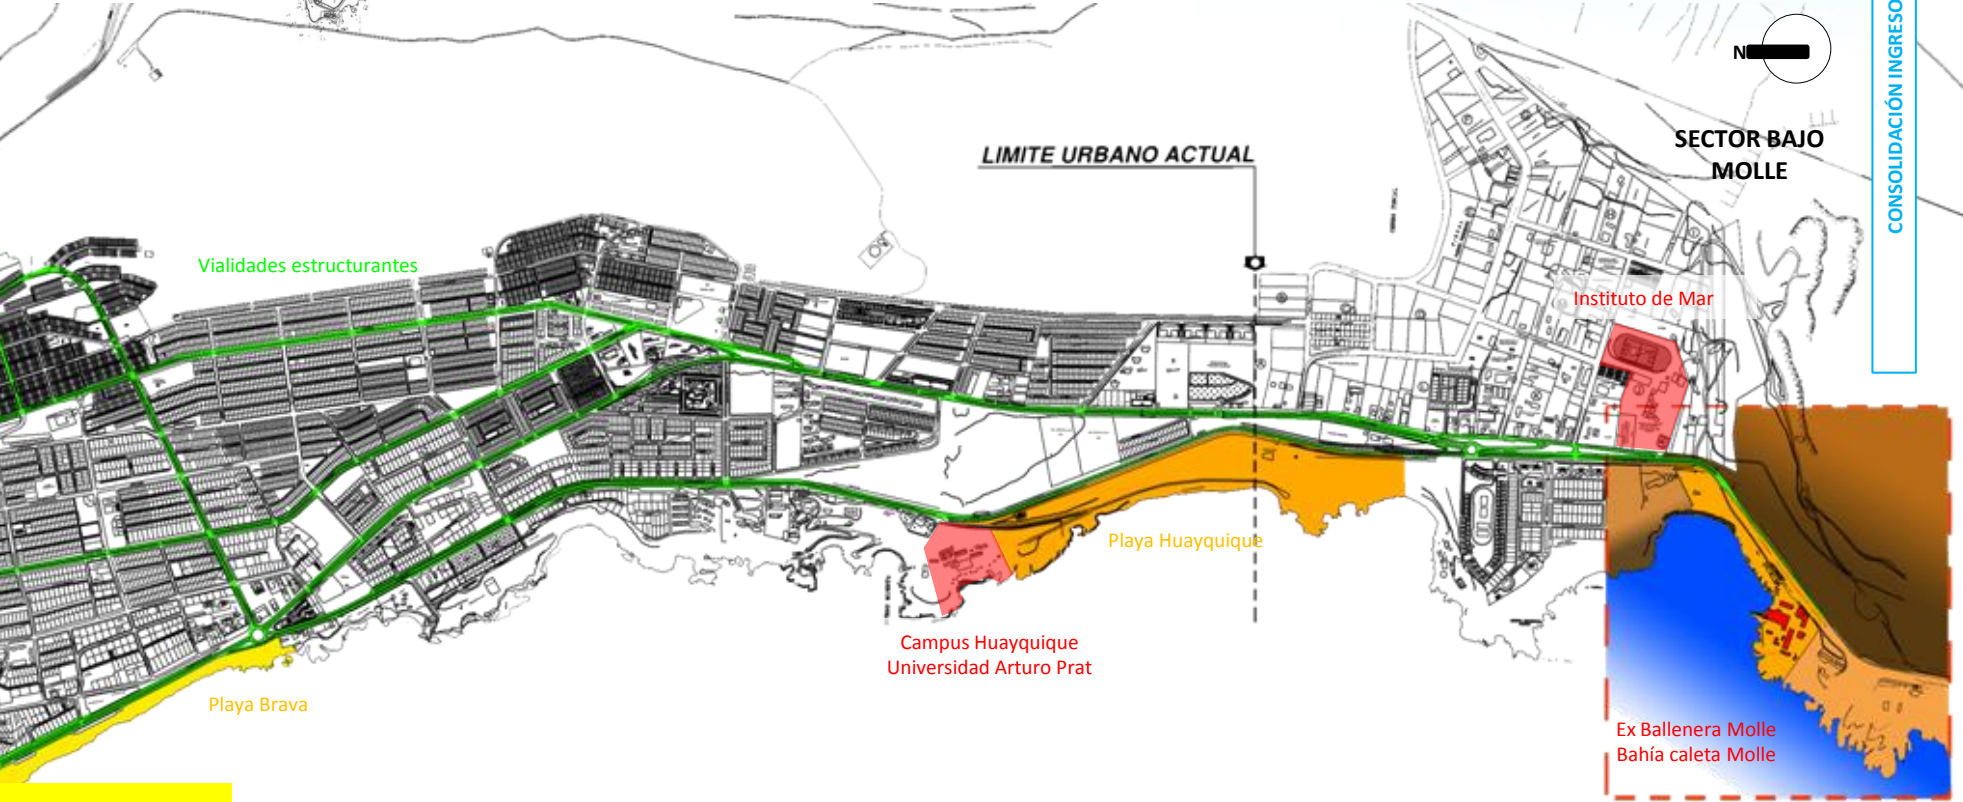 N
CONSOLIDACIÓN INGRESO
SECTOR BAJO
MOLLE
LIMITE URBANO ACTUAL
Vialidades estructurantes
Instituto de Mar
Playa Huayquique
Campus Huayquique
Universidad Arturo Prat
Playa Brava
Ex Ballenera Molle
Bahía caleta Molle